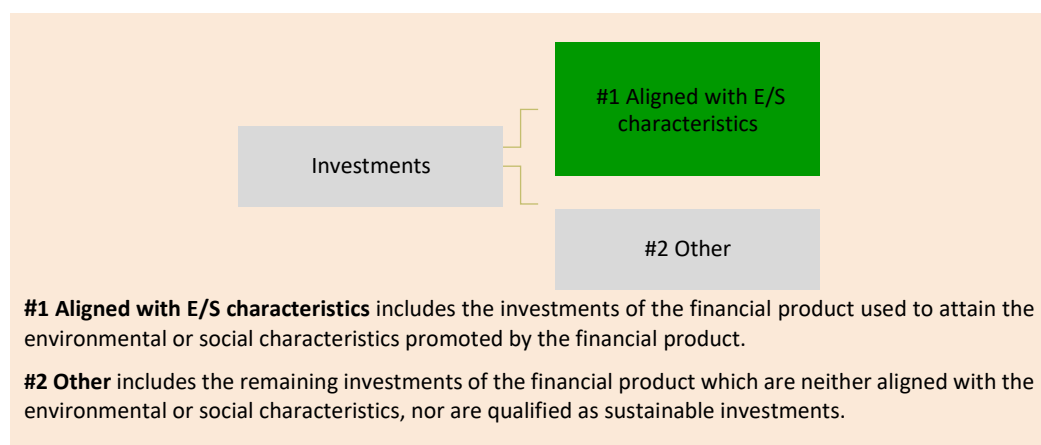 #1 Aligned with E/S
characteristics
Investments
#2 Other
#1 Aligned with E/S characteristics includes the investments of the financial product used to attain the
environmental or social characteristics promoted by the financial product.
#2 Other includes the remaining investments of the financial product which are neither aligned with the
environmental or social characteristics, nor are qualified as sustainable investments.